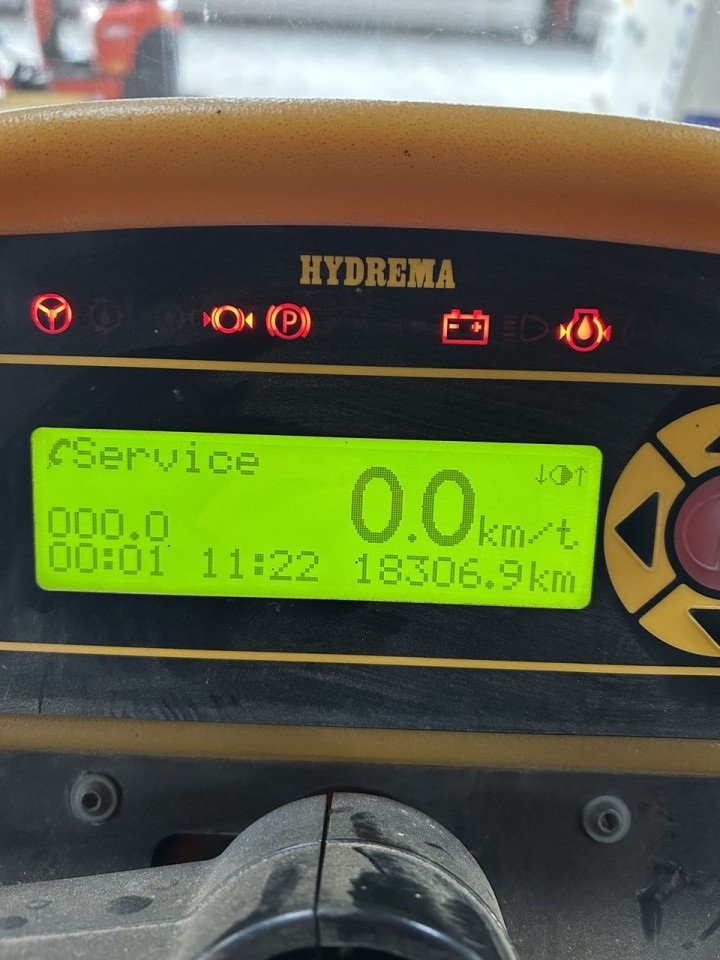 HYDREMA
P
Service
0.0 km/t
000.0
00:01 11:22 18306.9km